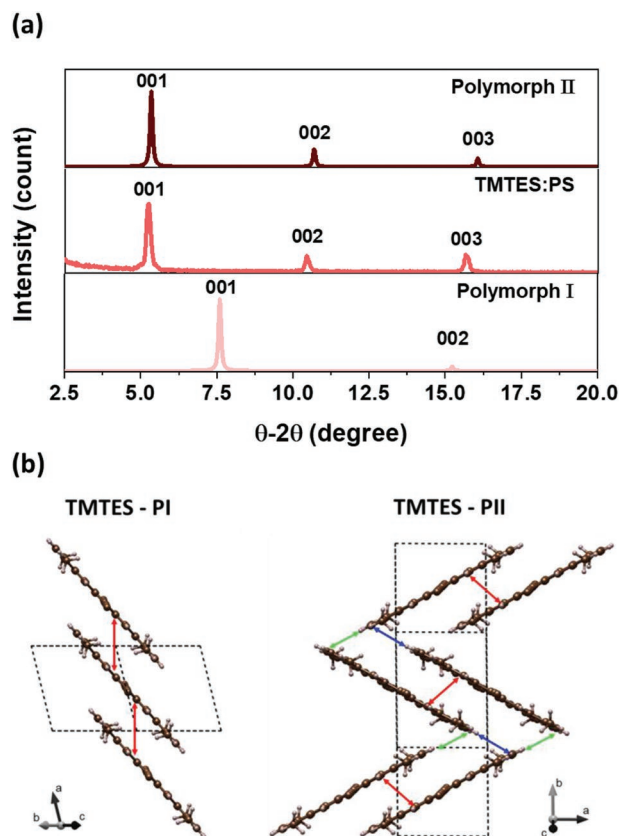 (a)
001
Polymorph II
002
003
001
TMTES:PS
002
003
001
Polymorph I
002
Intensity (count)
2.5 5.0 7.5 10.0 12.5 15.0 17.5 20.0
θ-2θ (degree)
(b)
TMTES - PI
TMTES - PII
a
b c
b
a
c